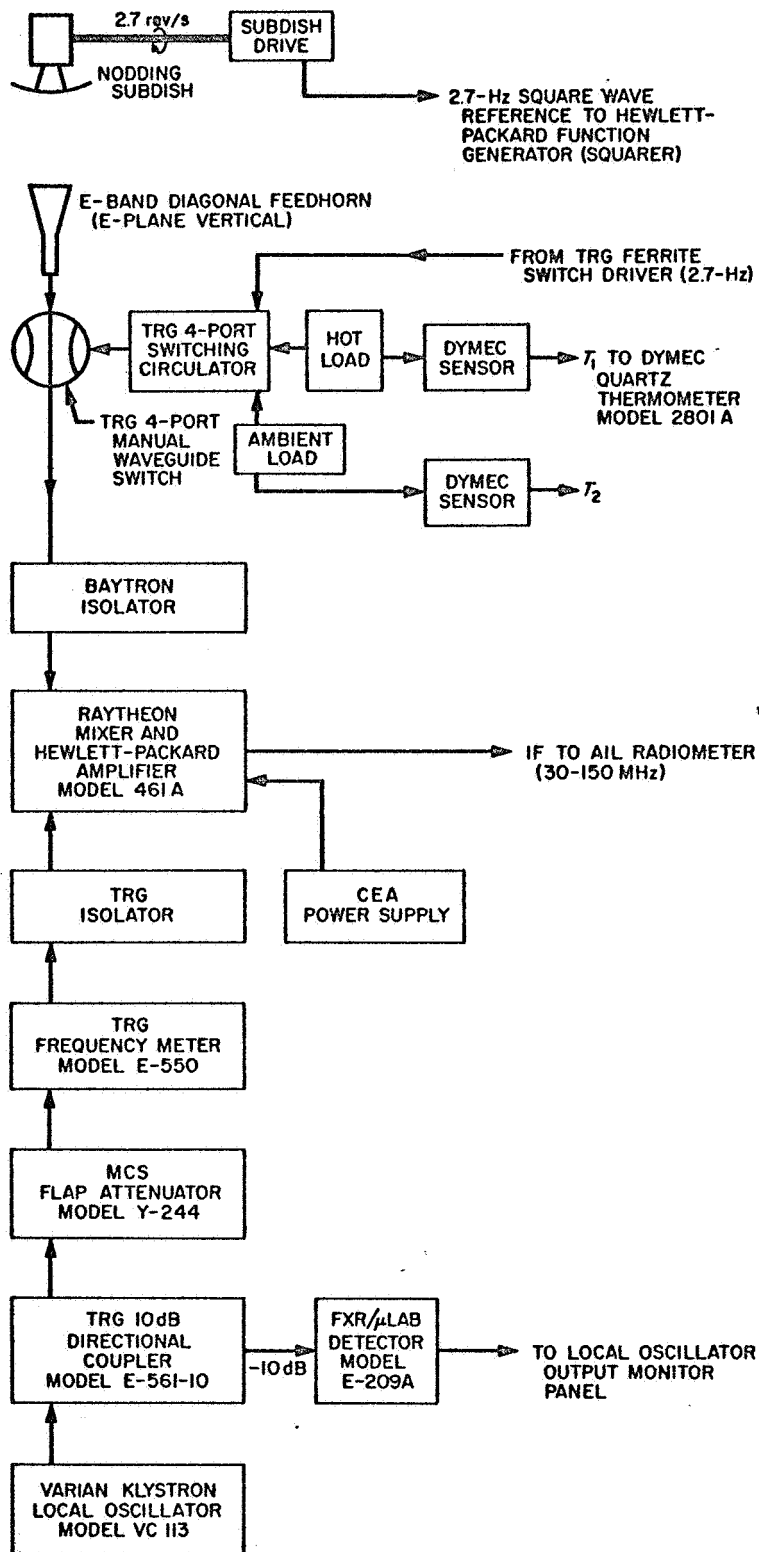 2.7 rev/s
SUBDISH
DRIVE
NODDING
SUBDISH
2.7-Hz SQUARE WAVE
REFERENCE TO HEWLETT-
PACKARD FUNCTION
GENERATOR (SQUARER)
E-BAND DIAGONAL FEEDHORN
(E-PLANE VERTICAL)
FROM TRG FERRITE
SWITCH DRIVER (2.7-Hz)
TRG 4-PORT
SWITCHING
CIRCULATOR
HOT
LOAD
DYMEC
SENSOR
T1 TO DYMEC
QUARTZ
THERMOMETER
MODEL 2801 A
TRG 4-PORT
MANUAL
WAVEGUIDE
SWITCH
AMBIENT
LOAD
DYMEC
SENSOR
T2
BAYTRON
ISOLATOR
RAYTHEON
MIXER AND
HEWLETT-PACKARD
AMPLIFIER
MODEL 461 A
IF TO AIL RADIOMETER
(30-150 MHz)
TRG
ISOLATOR
CEA
POWER SUPPLY
TRG
FREQUENCY METER
MODEL E-550
MCS
FLAP ATTENUATOR
MODEL Y-244
TRG 10dB
DIRECTIONAL
COUPLER
MODEL E-561-10
-10dB
FXR/μLAB
DETECTOR
MODEL
E-209A
TO LOCAL OSCILLATOR
OUTPUT MONITOR
PANEL
VARIAN KLYSTRON
LOCAL OSCILLATOR
MODEL VC 113